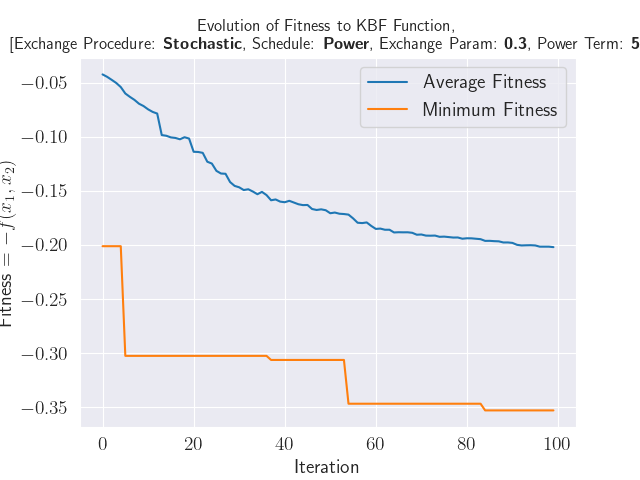 Evolution of Fitness to KBF Function,
[Exchange Procedure: Stochastic, Schedule: Power, Exchange Param: 0.3, Power Term: 5
Average Fitness
Minimum Fitness
Fitness = −f(x₁, x₂)
−0.05
−0.10
−0.15
−0.20
−0.25
−0.30
−0.35
0 20 40 60 80 100
Iteration